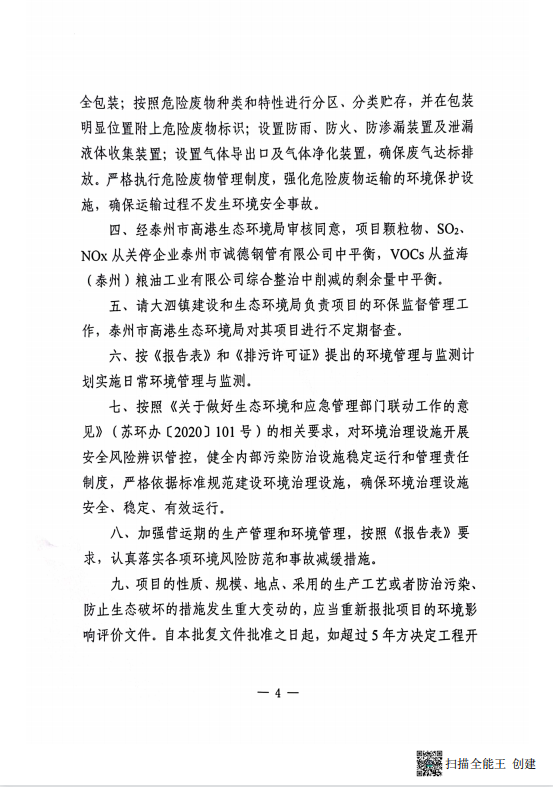 全包装；按照危险废物种类和特性进行分区、分类贮存，并在包装
明显位置附上危险废物标识；设置防雨、防火、防渗漏装置及泄漏
液体收集装置；设置气体导出口及气体净化装置，确保废气达标排
放。严格执行危险废物管理制度，强化危险废物运输的环境保护设
施，确保运输过程不发生环境安全事故。
四、经泰州市高港生态环境局审核同意，项目颗粒物、SO₂、
NOx 从关停企业泰州市诚德钢管有限公司中平衡，VOCs 从益海
（泰州）粮油工业有限公司综合整治中削减的剩余量中平衡。
五、请大泗镇建设和生态环境局负责项目的环保监督管理工
作，泰州市高港生态环境局对其项目进行不定期督查。
六、按《报告表》和《排污许可证》提出的环境管理与监测计
划实施日常环境管理与监测。
七、按照《关于做好生态环境和应急管理部门联动工作的意
见》（苏环办〔2020〕101 号）的相关要求，对环境治理设施开展
安全风险辨识管控，健全内部污染防治设施稳定运行和管理责任
制度，严格依据标准规范建设环境治理设施，确保环境治理设施
安全、稳定、有效运行。
八、加强营运期的生产管理和环境管理，按照《报告表》要
求，认真落实各项环境风险防范和事故减缓措施。
九、项目的性质、规模、地点、采用的生产工艺或者防治污染、
防止生态破坏的措施发生重大变动的，应当重新报批项目的环境影
响评价文件。自本批复文件批准之日起，如超过 5 年方决定工程开
— 4 —
扫描全能王 创建